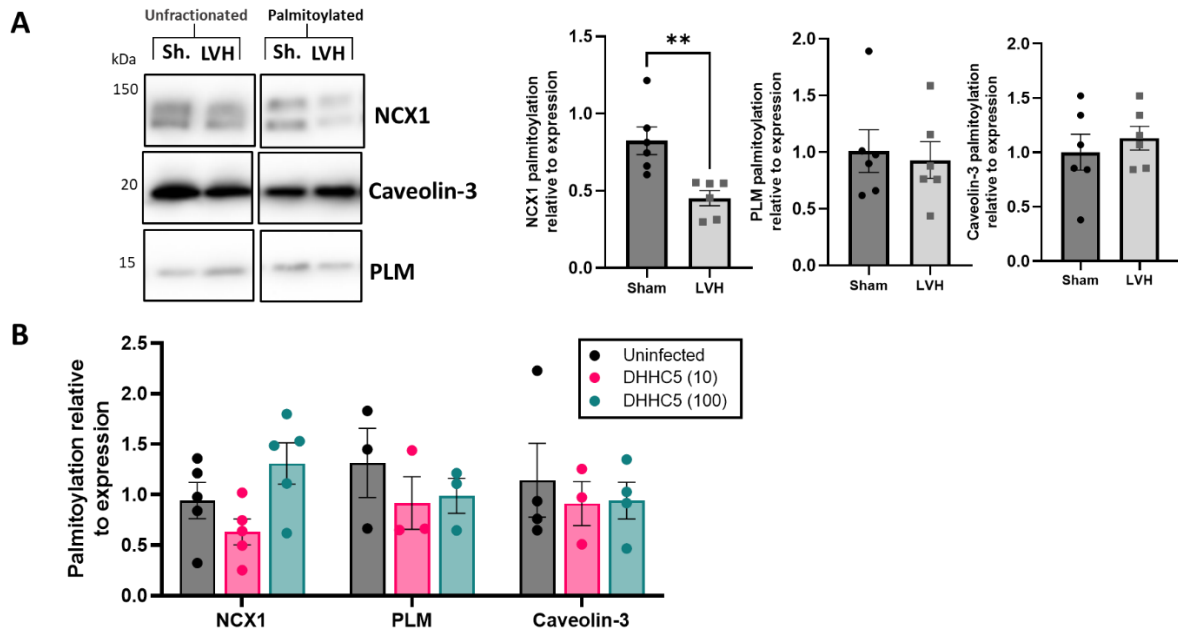 A
Unfractionated Palmitoylated
Sh. LVH Sh. LVH
kDa
150
NCX1
20
Caveolin-3
15
PLM
NCX1 palmitoylation
relative to expression
1.5
1.0
0.5
0.0
**
Sham LVH
PLM palmitoylation
relative to expression
2.0
1.5
1.0
0.5
0.0
Sham LVH
Caveolin-3 palmitoylation
relative to expression
2.0
1.5
1.0
0.5
0.0
Sham LVH
B
Palmitoylation relative
to expression
2.5
2.0
1.5
1.0
0.5
0.0
Uninfected
DHHC5 (10)
DHHC5 (100)
NCX1 PLM Caveolin-3